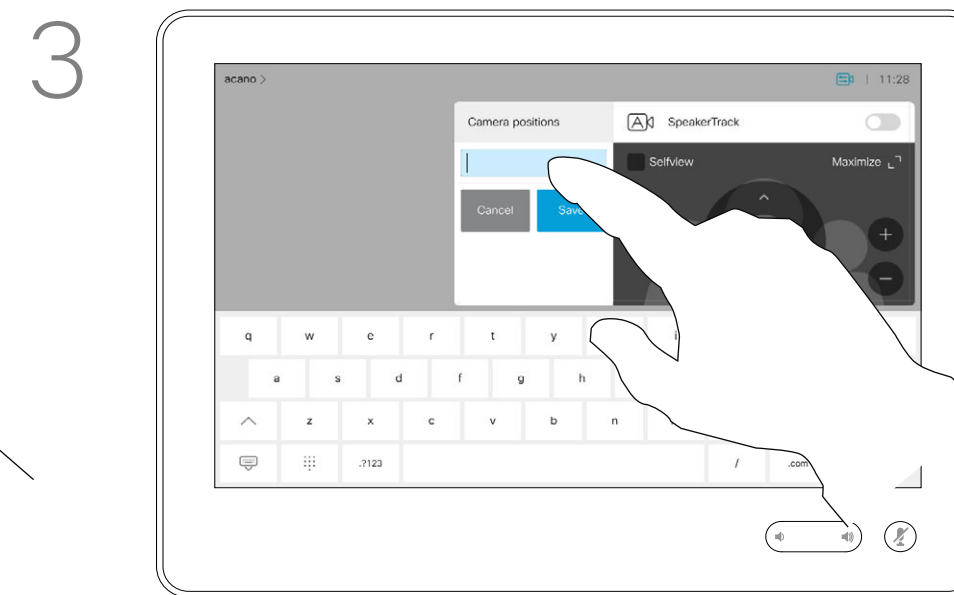 3
acano > 11:28
Camera positions SpeakerTrack
Selfview Maximize
Cancel Save
+
−
q w e r t y i
a s d f g h
z x c v b n
.?123 / .com